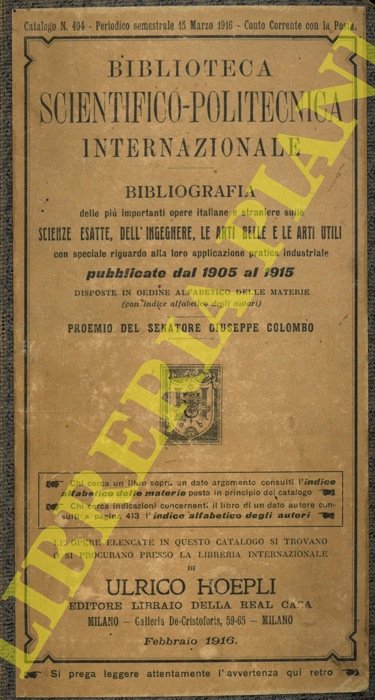 Catalogo N. 494 - Periodico semestrale 15 Marzo 1916 - Conto Corrente con la Posta.
BIBLIOTECA
SCIENTIFICO-POLITECNICA
INTERNAZIONALE
BIBLIOGRAFIA
delle più importanti opere italiane e straniere sulle
SCIENZE ESATTE, DELL'INGEGNERE, LE ARTI BELLE E LE ARTI UTILI
con speciale riguardo alla loro applicazione pratica industriale
pubblicate dal 1905 al 1915
DISPOSTE IN ORDINE ALFABETICO DELLE MATERIE
(con indice alfabetico degli autori)
PROEMIO DEL SENATORE GIUSEPPE COLOMBO
Chi cerca un libro sopra un dato argomento consulti l'indice
alfabetico delle materie posto in principio del catalogo
Chi cerca indicazioni concernenti il libro di un dato autore con-
sulti a pagina 413 l'indice alfabetico degli autori
LE OPERE ELENCATE IN QUESTO CATALOGO SI TROVANO
O SI PROCURANO PRESSO LA LIBRERIA INTERNAZIONALE
DI
ULRICO HOEPLI
EDITORE LIBRAIO DELLA REAL CASA
MILANO - Galleria De-Cristoforis, 59-65 - MILANO
Febbraio 1916.
Si prega leggere attentamente l'avvertenza qui retro
LIBRERIA PIANI